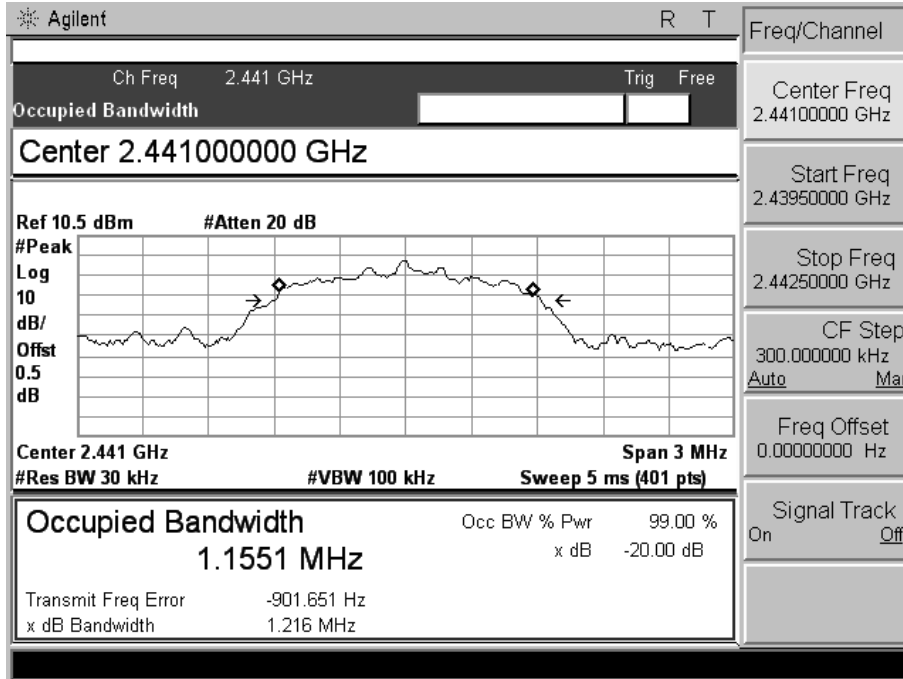 Agilent R T
Ch Freq 2.441 GHz Trig Free
Occupied Bandwidth
Center 2.441000000 GHz
Ref 10.5 dBm #Atten 20 dB
#Peak
Log
10
dB/
Offst
0.5
dB
Center 2.441 GHz Span 3 MHz
#Res BW 30 kHz #VBW 100 kHz Sweep 5 ms (401 pts)
Occupied Bandwidth Occ BW % Pwr 99.00 %
1.1551 MHz x dB -20.00 dB
Transmit Freq Error -901.651 Hz
x dB Bandwidth 1.216 MHz
Freq/Channel
Center Freq
2.44100000 GHz
Start Freq
2.43950000 GHz
Stop Freq
2.44250000 GHz
CF Step
300.000000 kHz
Auto Mar
Freq Offset
0.00000000 Hz
Signal Track
On Off